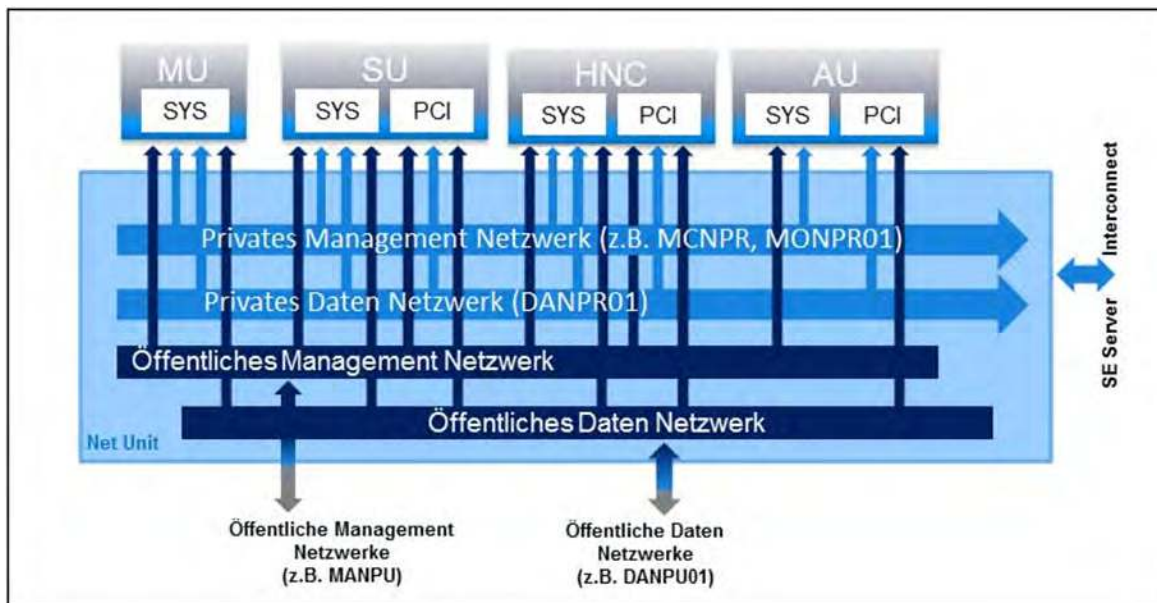 MU
SU
HNC
AU
SYS
SYS
PCI
SYS
PCI
SYS
PCI
Privates Management Netzwerk (z.B. MCNPR, MONPR01)
Privates Daten Netzwerk (DANPR01)
Öffentliches Management Netzwerk
Öffentliches Daten Netzwerk
Net Unit
SE Server
Interconnect
Öffentliche Management
Netzwerke
(z.B. MANPU)
Öffentliche Daten
Netzwerke
(z.B. DANPU01)